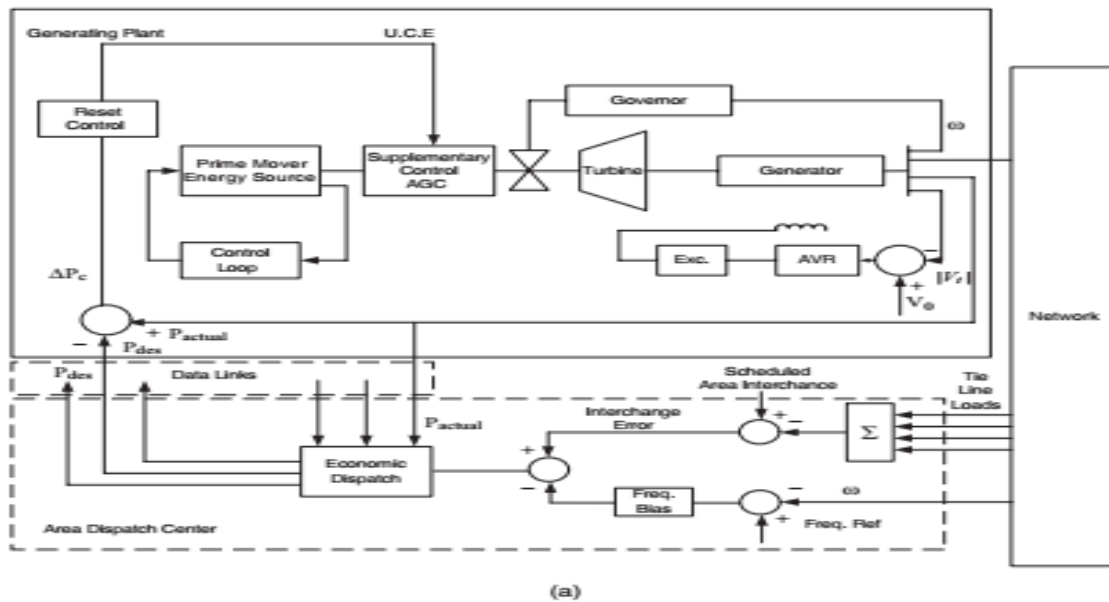 Generating Plant
U.C.E
Reset
Control
Governor
ω
Prime Mover
Energy Source
Supplementary
Control
AGC
Turbine
Generator
Control
Loop
Exc.
AVR
−
|Vt|
+
V0
ΔPc
Network
+ Pactual
−
Pdes
Pdes
Data Links
Scheduled
Area Interchance
Tie
Line
Loads
Pactual
Interchange
Error
+
−
Σ
+
−
Economic
Dispatch
Freq.
Bias
−
ω
+
Freq. Ref
Area Dispatch Center
(a)